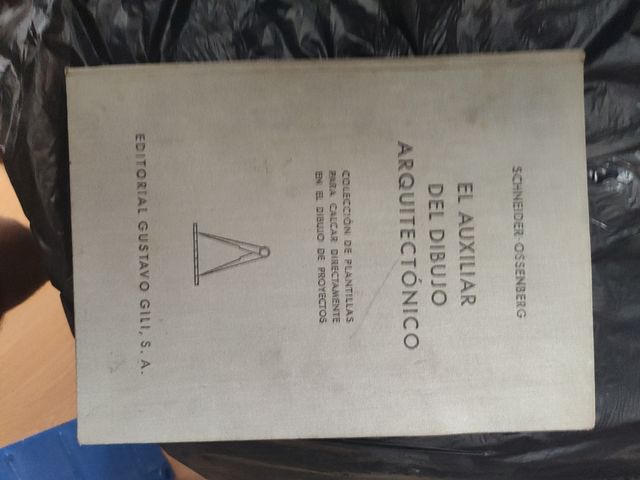 SCHNEIDER-OSSENBERG
EL AUXILIAR
DEL DIBUJO
ARQUITECTÓNICO
COLECCIÓN DE PLANTILLAS
PARA CALCAR DIRECTAMENTE
EN EL DIBUJO DE PROYECTOS
EDITORIAL GUSTAVO GILI, S. A.